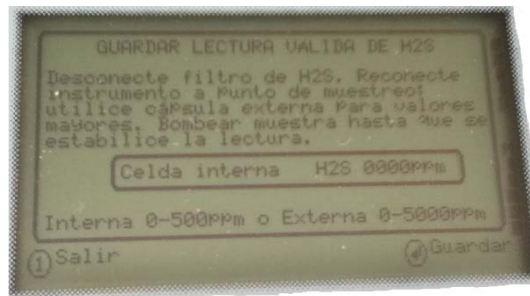 GUARDAR LECTURA VALIDA DE H2S
Desconecte filtro de H2S. Reconecte
instrumento a punto de muestreo;
utilice cápsula externa para valores
mayores. Bombear muestra hasta que se
estabilice la lectura.
Celda interna H2S 0000ppm
Interna 0-500ppm o Externa 0-5000ppm
1 Salir Guardar